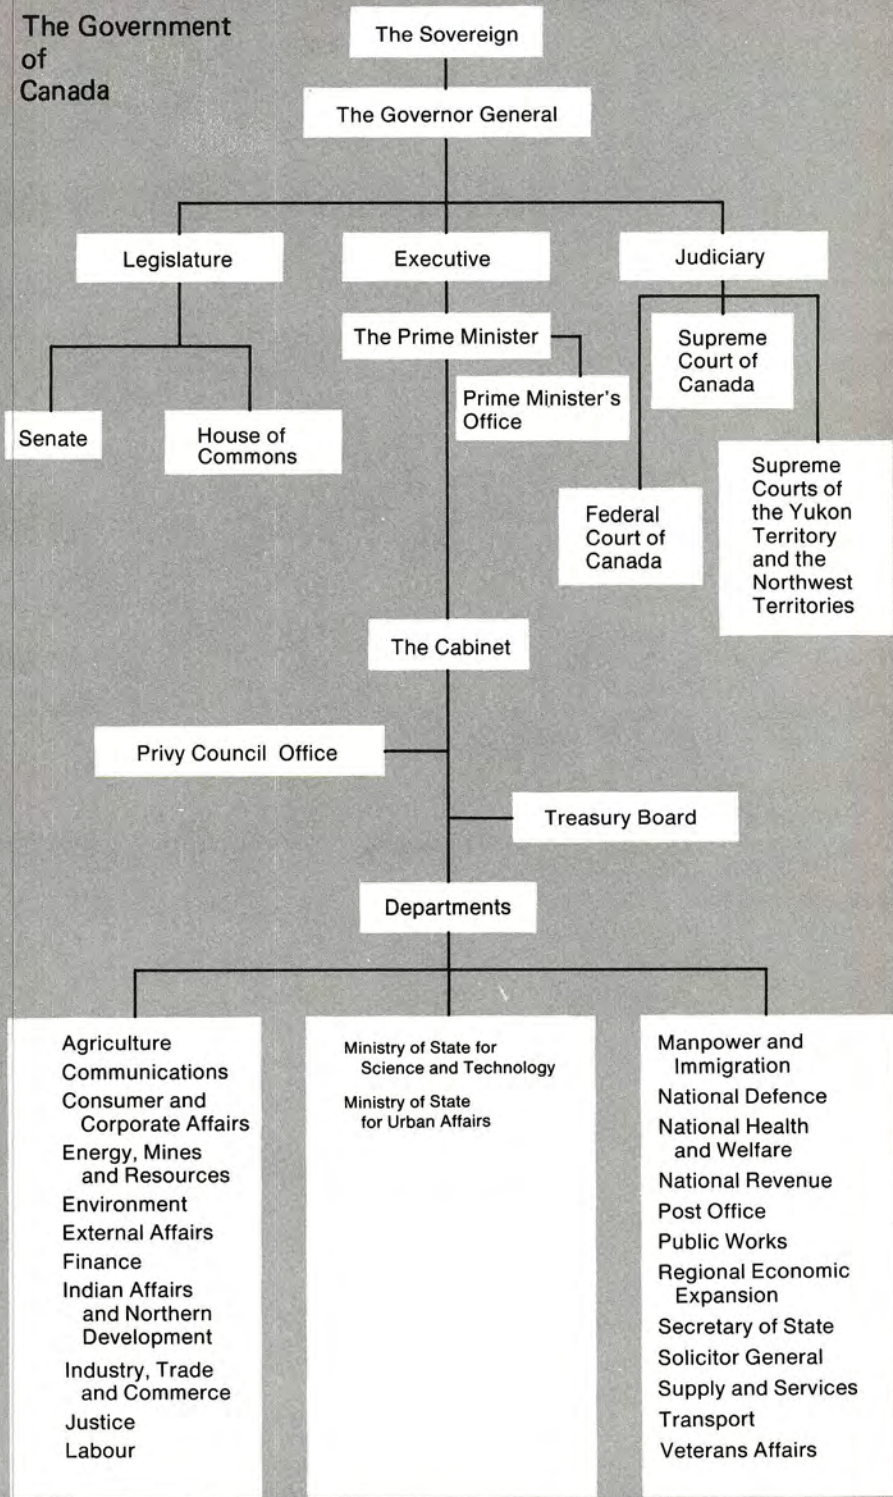 The Government
of
Canada
The Sovereign
The Governor General
Legislature
Executive
Judiciary
The Prime Minister
Prime Minister's
Office
Supreme
Court of
Canada
Senate
House of
Commons
Federal
Court of
Canada
Supreme
Courts of
the Yukon
Territory
and the
Northwest
Territories
The Cabinet
Privy Council Office
Treasury Board
Departments
Agriculture
Communications
Consumer and
Corporate Affairs
Energy, Mines
and Resources
Environment
External Affairs
Finance
Indian Affairs
and Northern
Development
Industry, Trade
and Commerce
Justice
Labour
Ministry of State for
Science and Technology
Ministry of State
for Urban Affairs
Manpower and
Immigration
National Defence
National Health
and Welfare
National Revenue
Post Office
Public Works
Regional Economic
Expansion
Secretary of State
Solicitor General
Supply and Services
Transport
Veterans Affairs